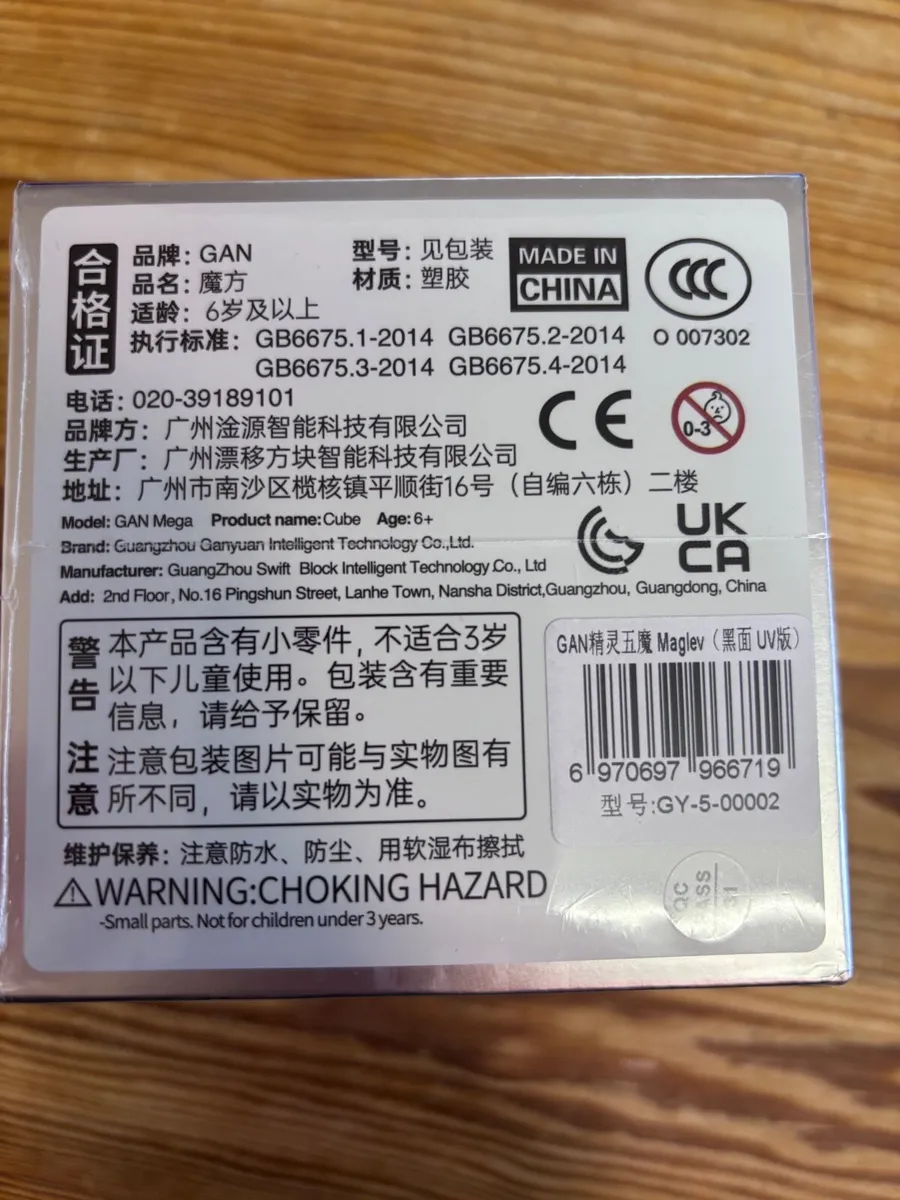 合格证
品牌：GAN 型号：见包装
品名：魔方 材质：塑胶
适龄：6岁及以上
执行标准：GB6675.1-2014 GB6675.2-2014
GB6675.3-2014 GB6675.4-2014
MADE IN
CHINA
CCC
O 007302
电话：020-39189101
品牌方：广州淦源智能科技有限公司
生产厂：广州漂移方块智能科技有限公司
地址：广州市南沙区榄核镇平顺街16号（自编六栋）二楼
CE
0-3
Model: GAN Mega Product name: Cube Age: 6+
Brand: Guangzhou Ganyuan Intelligent Technology Co.,Ltd.
Manufacturer: GuangZhou Swift Block Intelligent Technology Co., Ltd
Add: 2nd Floor, No.16 Pingshun Street, Lanhe Town, Nansha District,Guangzhou, Guangdong, China
UK
CA
警告
本产品含有小零件，不适合3岁
以下儿童使用。包装含有重要
信息，请给予保留。
注意
注意包装图片可能与实物图有
所不同，请以实物为准。
GAN精灵五魔 Maglev（黑面 UV版）
6 970697 966719
型号:GY-5-00002
维护保养：注意防水、防尘、用软湿布擦拭
⚠WARNING:CHOKING HAZARD
-Small parts. Not for children under 3 years.
QC
PASS